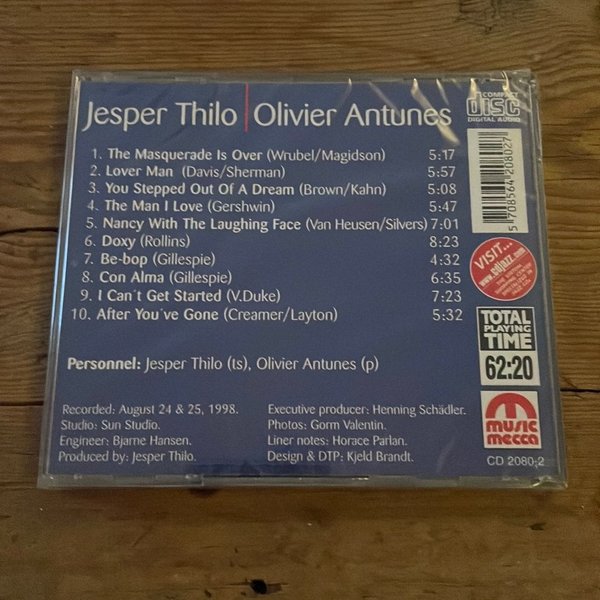 Jesper Thilo | Olivier Antunes
COMPACT
disc
DIGITAL AUDIO
1. The Masquerade Is Over (Wrubel/Magidson) 5:17
2. Lover Man (Davis/Sherman) 5:57
3. You Stepped Out Of A Dream (Brown/Kahn) 5:08
4. The Man I Love (Gershwin) 5:47
5. Nancy With The Laughing Face (Van Heusen/Silvers) 7:01
6. Doxy (Rollins) 8:23
7. Be-bop (Gillespie) 4:32
8. Con Alma (Gillespie) 6:35
9. I Can't Get Started (V.Duke) 7:23
10. After You've Gone (Creamer/Layton) 5:32
5 708564 208027
VISIT...
www.cdjazz.com
TOTAL
PLAYING
TIME
62:20
Personnel: Jesper Thilo (ts), Olivier Antunes (p)
Recorded: August 24 & 25, 1998.
Studio: Sun Studio.
Engineer: Bjarne Hansen.
Produced by: Jesper Thilo.
Executive producer: Henning Schädler.
Photos: Gorm Valentin.
Liner notes: Horace Parlan.
Design & DTP: Kjeld Brandt.
music
mecca
CD 2080-2